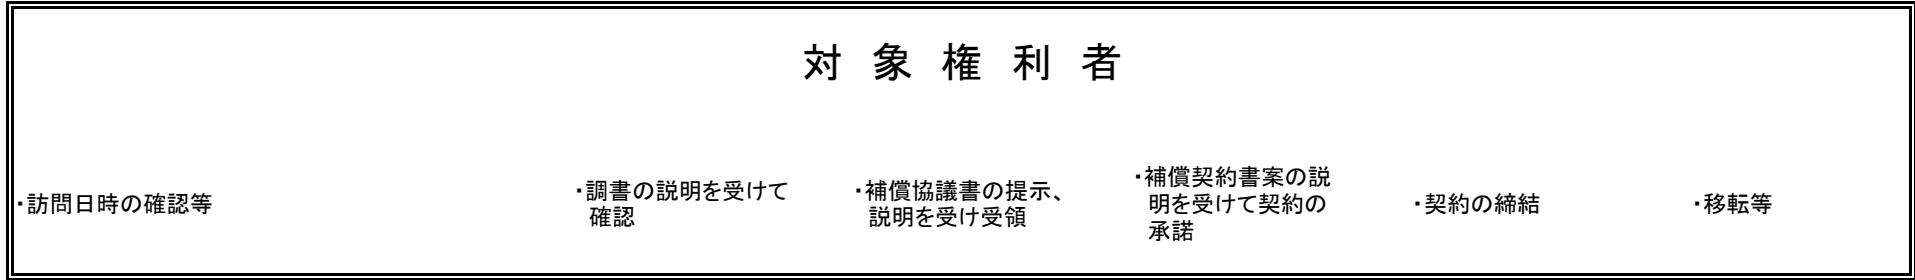 対象権利者
・訪問日時の確認等
・調書の説明を受けて
確認
・補償協議書の提示、
説明を受け受領
・補償契約書案の説
明を受けて契約の
承諾
・契約の締結
・移転等